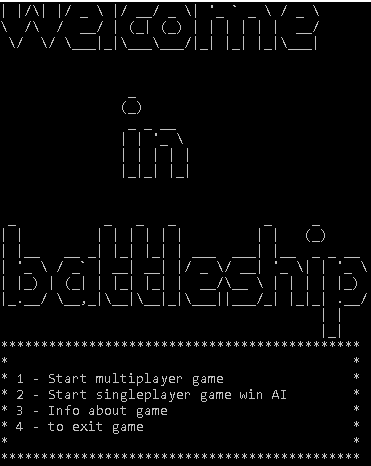 welcome
in
battleship
*********************************************
* *
* 1 - Start multiplayer game *
* 2 - Start singleplayer game win AI *
* 3 - Info about game *
* 4 - to exit game *
* *
*********************************************